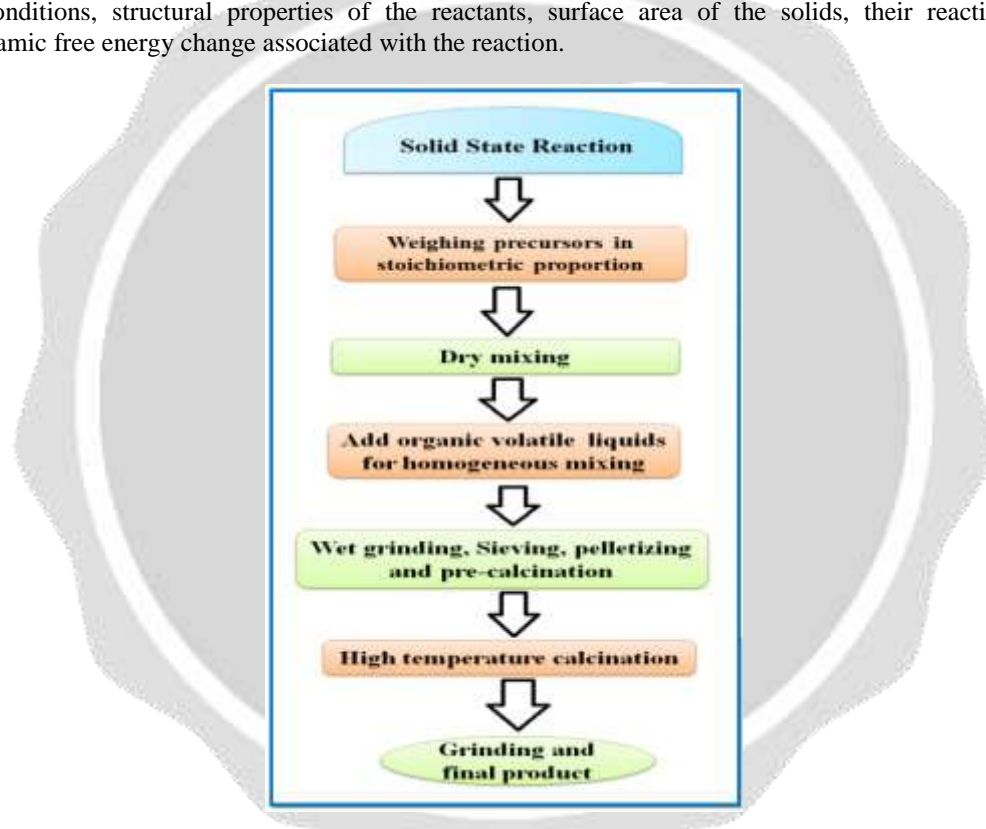 onditions, structural properties of the reactants, surface area of the solids, their reacti
amic free energy change associated with the reaction.
Solid State Reaction
Weighing precursors in
stoichiometric proportion
Dry mixing
Add organic volatile liquids
for homogeneous mixing
Wet grinding, Sieving, pelletizing
and pre-calcination
High temperature calcination
Grinding and
final product